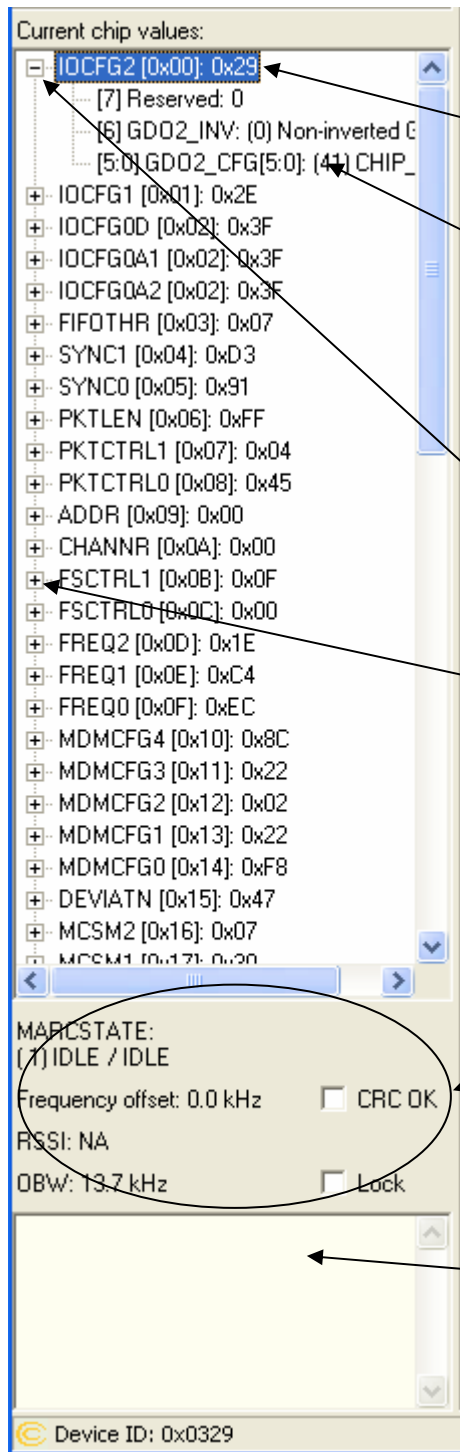 Current chip values:
IOCFG2 [0x00]: 0x29
[7] Reserved: 0
[6] GDO2_INV: (0) Non-inverted
[5:0] GDO2_CFG[5:0]: (41) CHIP_
IOCFG1 [0x01]: 0x2E
IOCFG0D [0x02]: 0x3F
IOCFG0A1 [0x02]: 0x3F
IOCFG0A2 [0x02]: 0x3F
FIFOTHR [0x03]: 0x07
SYNC1 [0x04]: 0xD3
SYNC0 [0x05]: 0x91
PKTLEN [0x06]: 0xFF
PKTCTRL1 [0x07]: 0x04
PKTCTRL0 [0x08]: 0x45
ADDR [0x09]: 0x00
CHANNR [0x0A]: 0x00
FSCTRL1 [0x0B]: 0x0F
FSCTRL0 [0x0C]: 0x00
FREQ2 [0x0D]: 0x1E
FREQ1 [0x0E]: 0xC4
FREQ0 [0x0F]: 0xEC
MDMCFG4 [0x10]: 0x8C
MDMCFG3 [0x11]: 0x22
MDMCFG2 [0x12]: 0x02
MDMCFG1 [0x13]: 0x22
MDMCFG0 [0x14]: 0xF8
DEVIATN [0x15]: 0x47
MCSM2 [0x16]: 0x07
MCSM1 [0x17]: 0x30
MARCSTATE:
(1) IDLE / IDLE
Frequency offset: 0.0 kHz CRC OK
RSSI: NA
OBW: 13.7 kHz Lock
Device ID: 0x0329